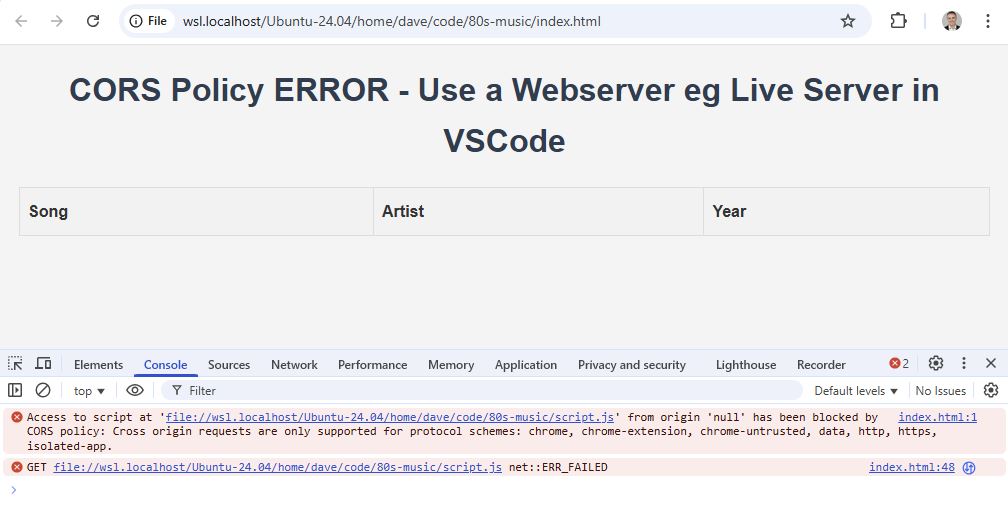 File wsl.localhost/Ubuntu-24.04/home/dave/code/80s-music/index.html
CORS Policy ERROR - Use a Webserver eg Live Server in
VSCode
Song Artist Year
Elements Console Sources Network Performance Memory Application Privacy and security Lighthouse Recorder 2
top Filter Default levels No Issues
Access to script at 'file://wsl.localhost/Ubuntu-24.04/home/dave/code/80s-music/script.js' from origin 'null' has been blocked by index.html:1
CORS policy: Cross origin requests are only supported for protocol schemes: chrome, chrome-extension, chrome-untrusted, data, http, https,
isolated-app.
GET file://wsl.localhost/Ubuntu-24.04/home/dave/code/80s-music/script.js net::ERR_FAILED index.html:48